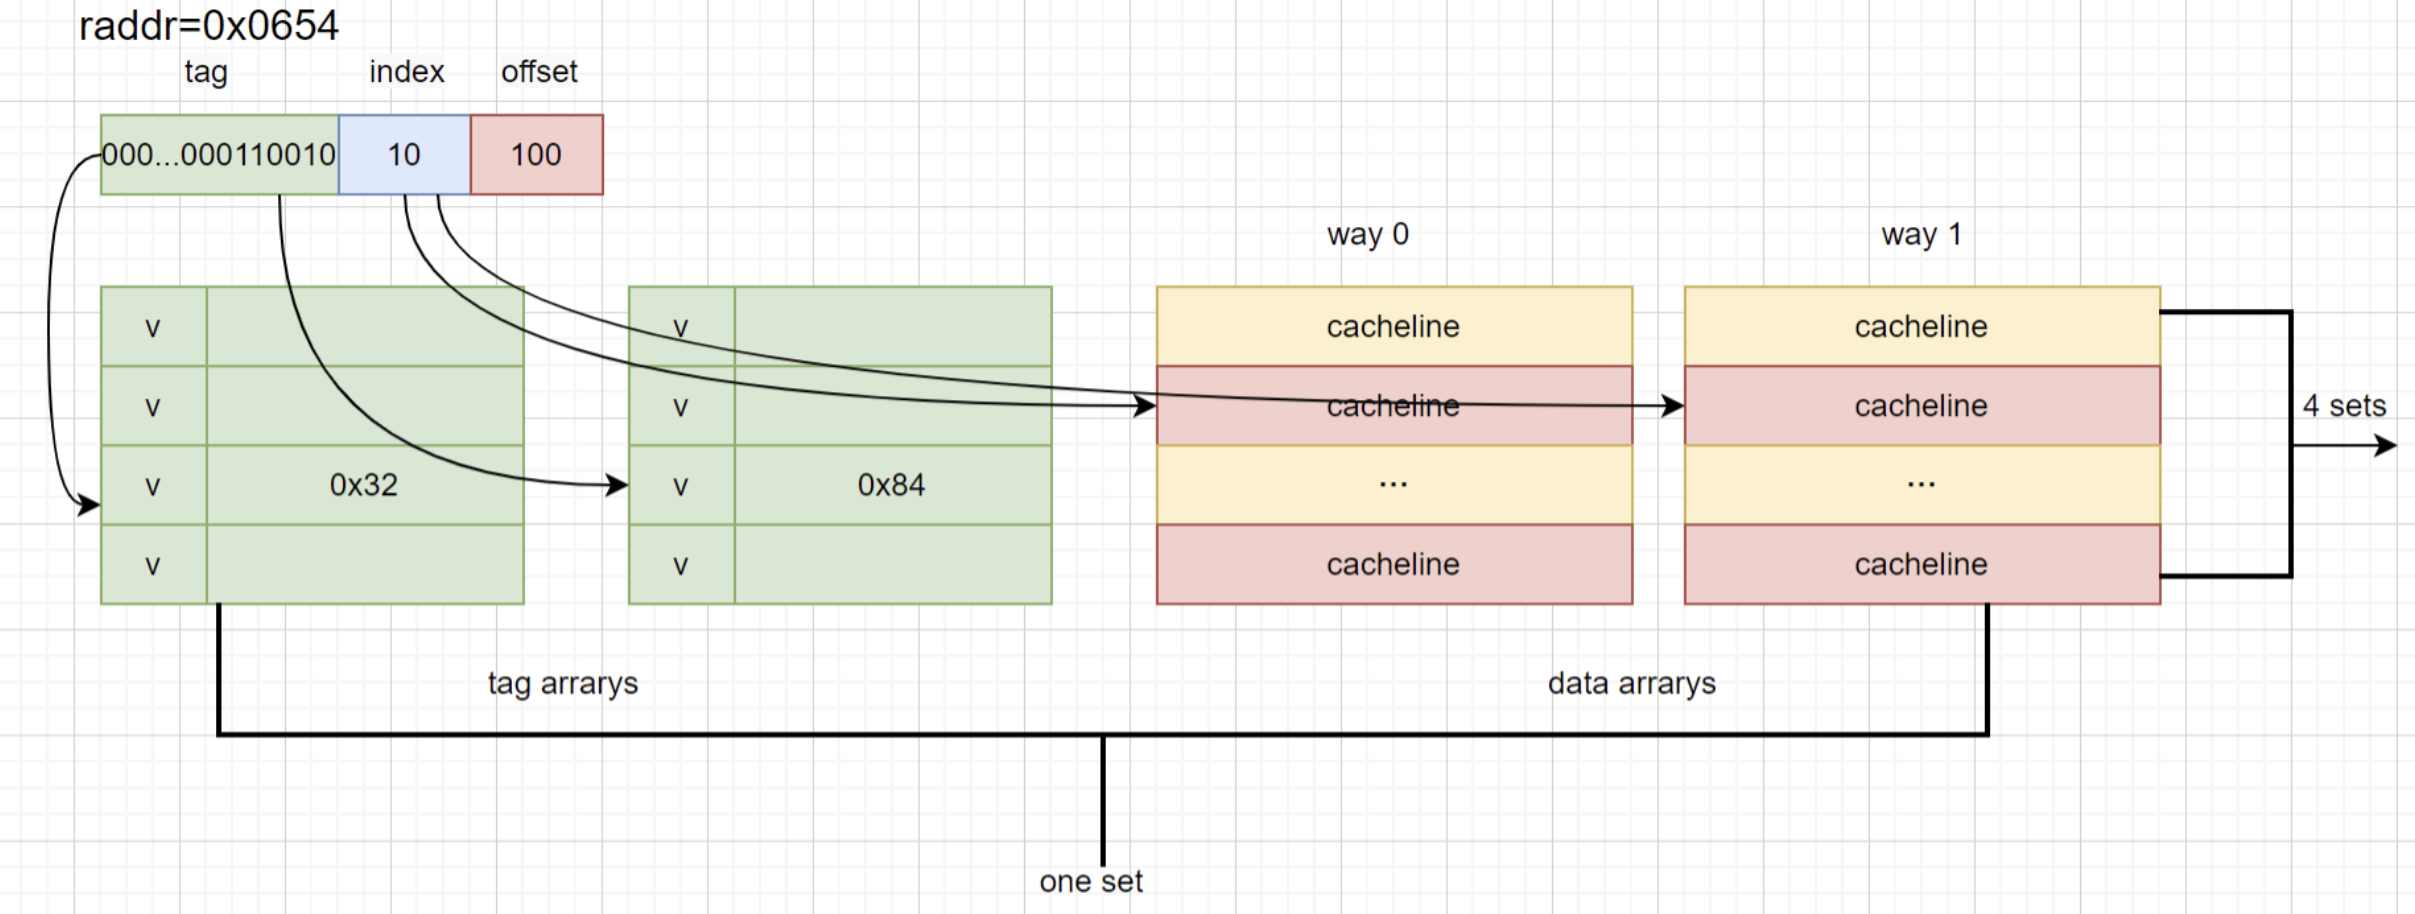 raddr=0x0654
tag index offset
000...000110010 10 100
way 0 way 1
v v cacheline cacheline
v v cacheline cacheline
4 sets
v 0x32 v 0x84 ... ...
v v cacheline cacheline
tag arrarys data arrarys
one set